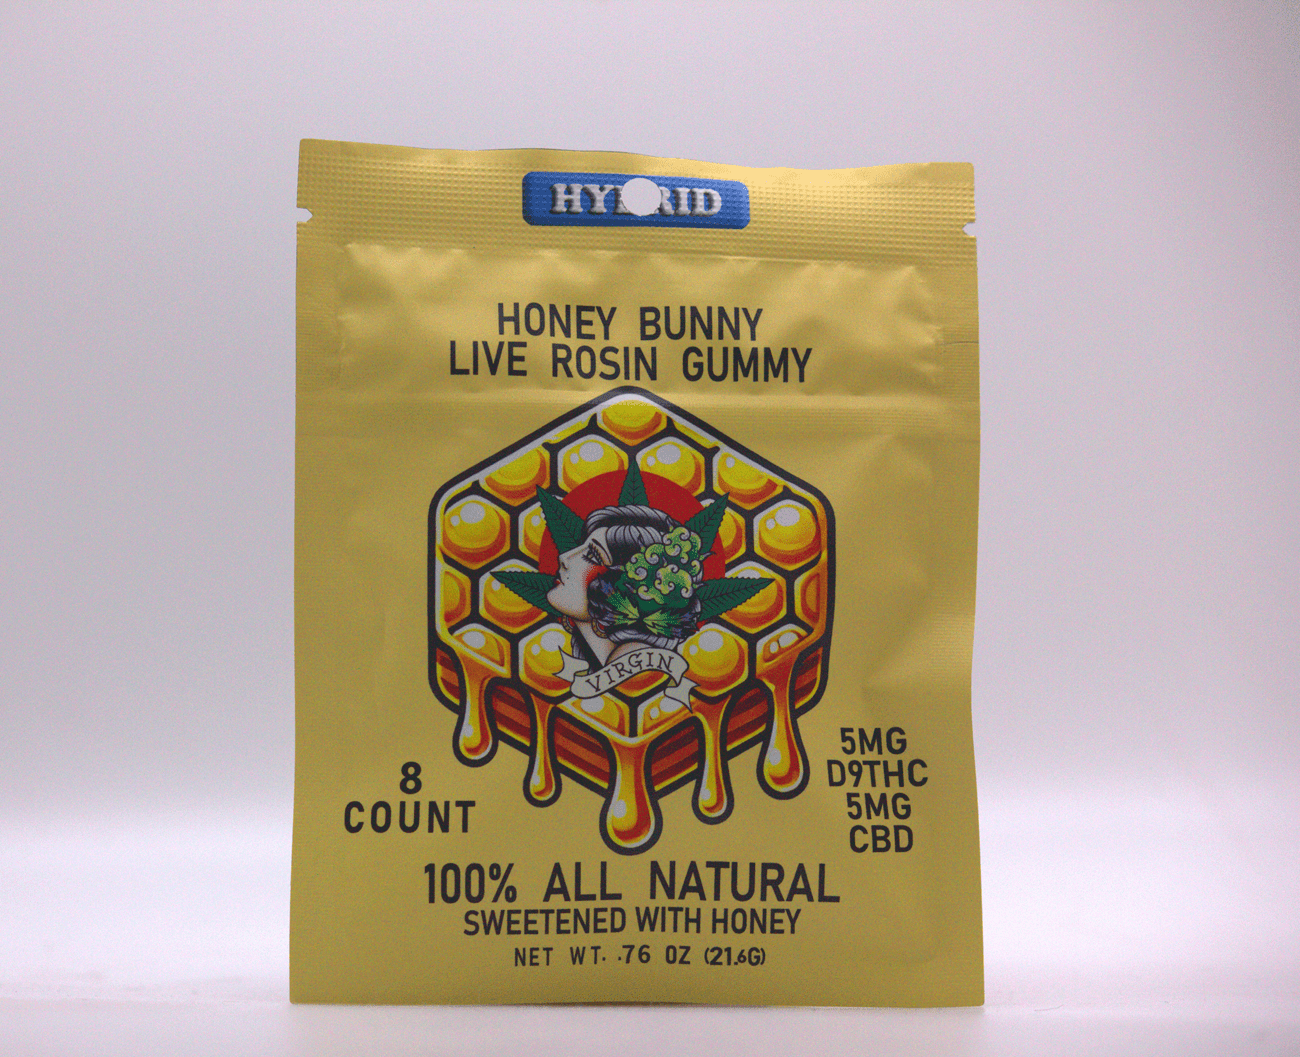 HYBRID
HONEY BUNNY
LIVE ROSIN GUMMY
VIRGIN
8
COUNT
5MG
D9THC
5MG
CBD
100% ALL NATURAL
SWEETENED WITH HONEY
NET WT. .76 OZ (21.6G)